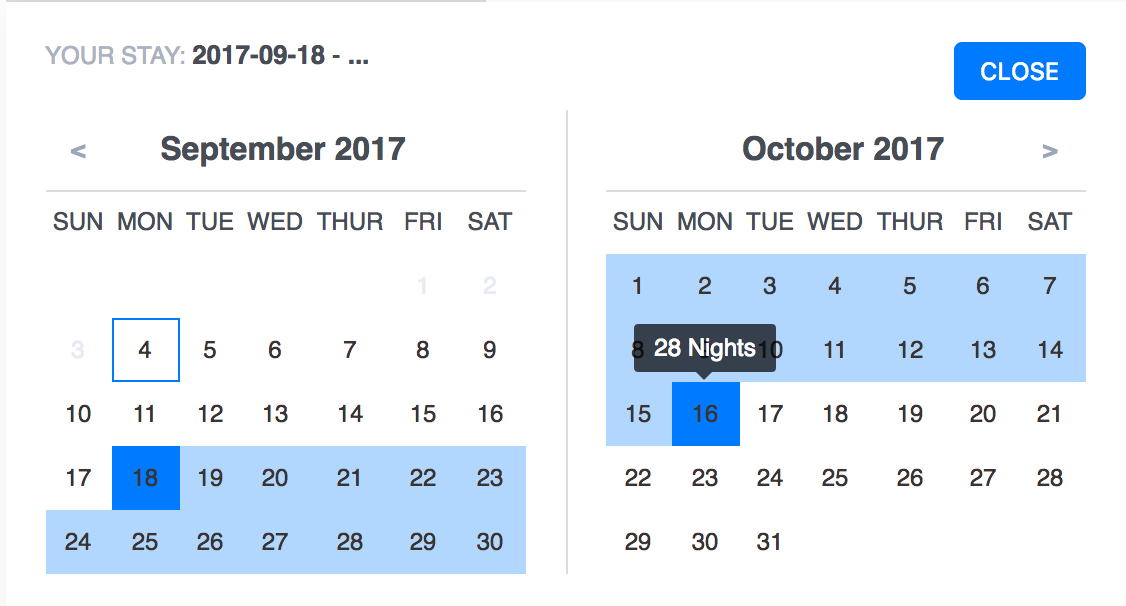 YOUR STAY: 2017-09-18 - ...
CLOSE
< September 2017
SUN MON TUE WED THUR FRI SAT
1 2
3 4 5 6 7 8 9
10 11 12 13 14 15 16
17 18 19 20 21 22 23
24 25 26 27 28 29 30
October 2017 >
SUN MON TUE WED THUR FRI SAT
1 2 3 4 5 6 7
8 28 Nights 10 11 12 13 14
15 16 17 18 19 20 21
22 23 24 25 26 27 28
29 30 31